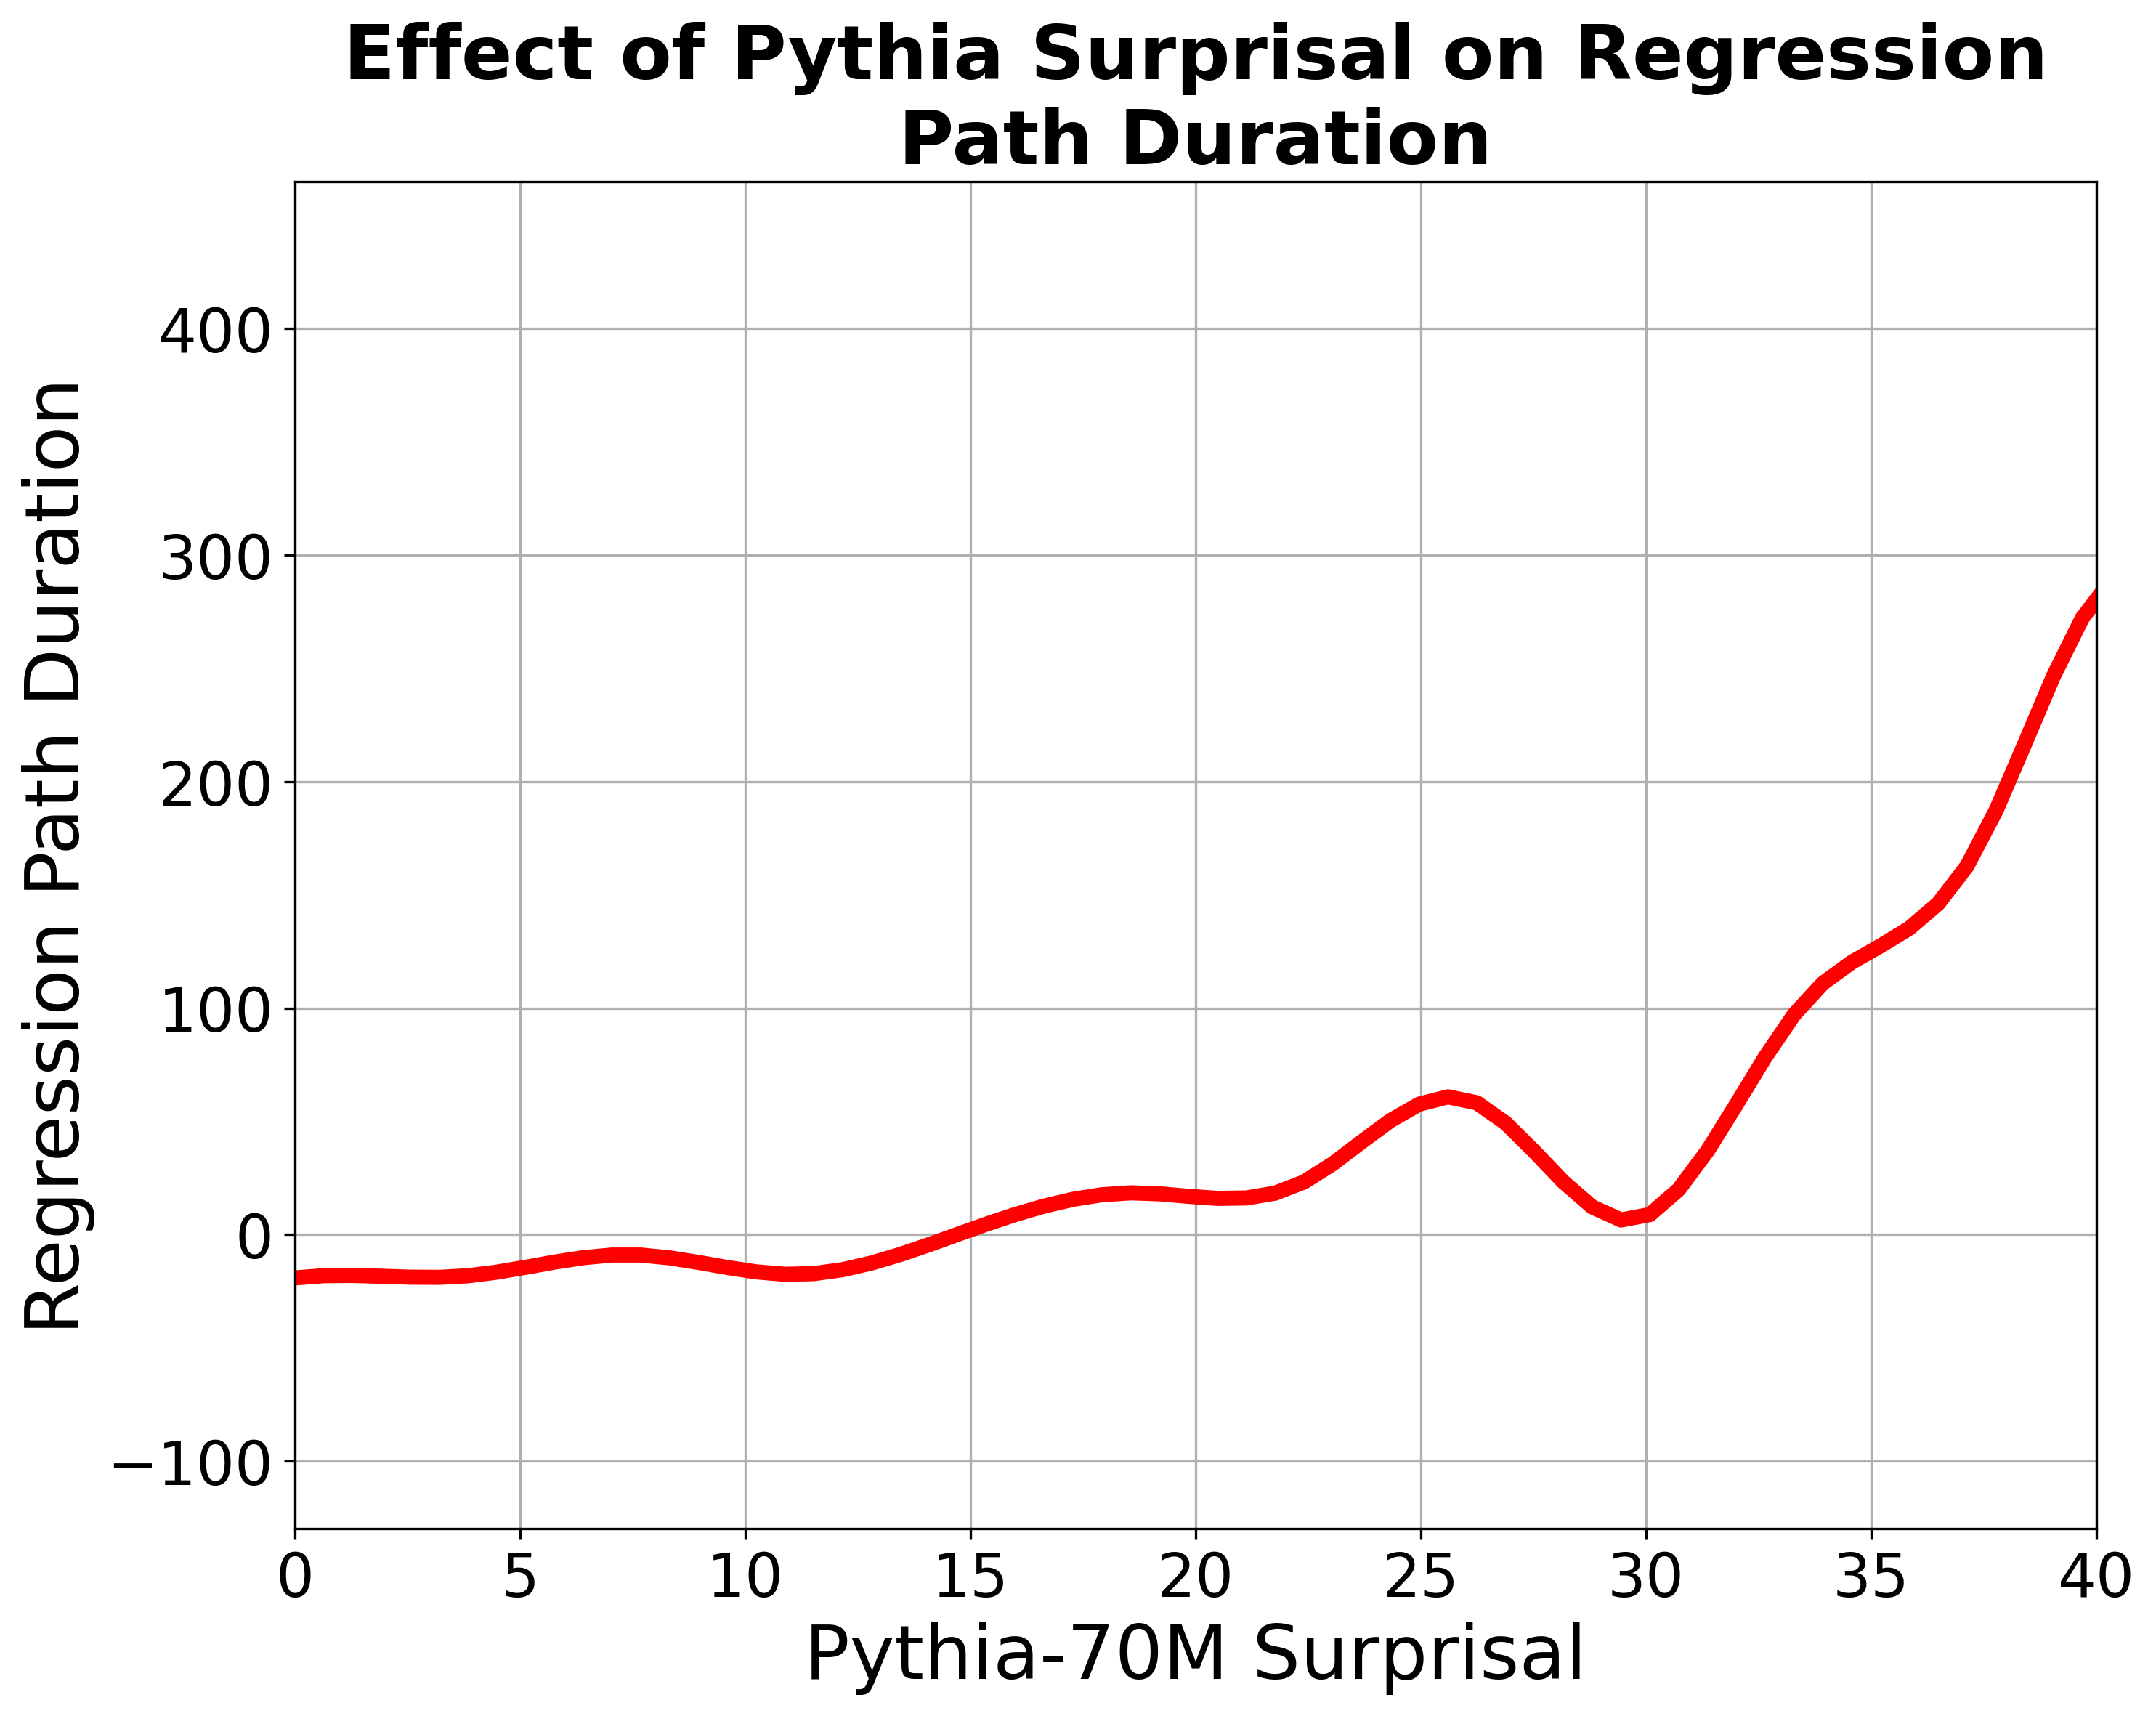 Effect of Pythia Surprisal on Regression
Path Duration
400
300
200
100
0
−100
Regression Path Duration
0 5 10 15 20 25 30 35 40
Pythia-70M Surprisal